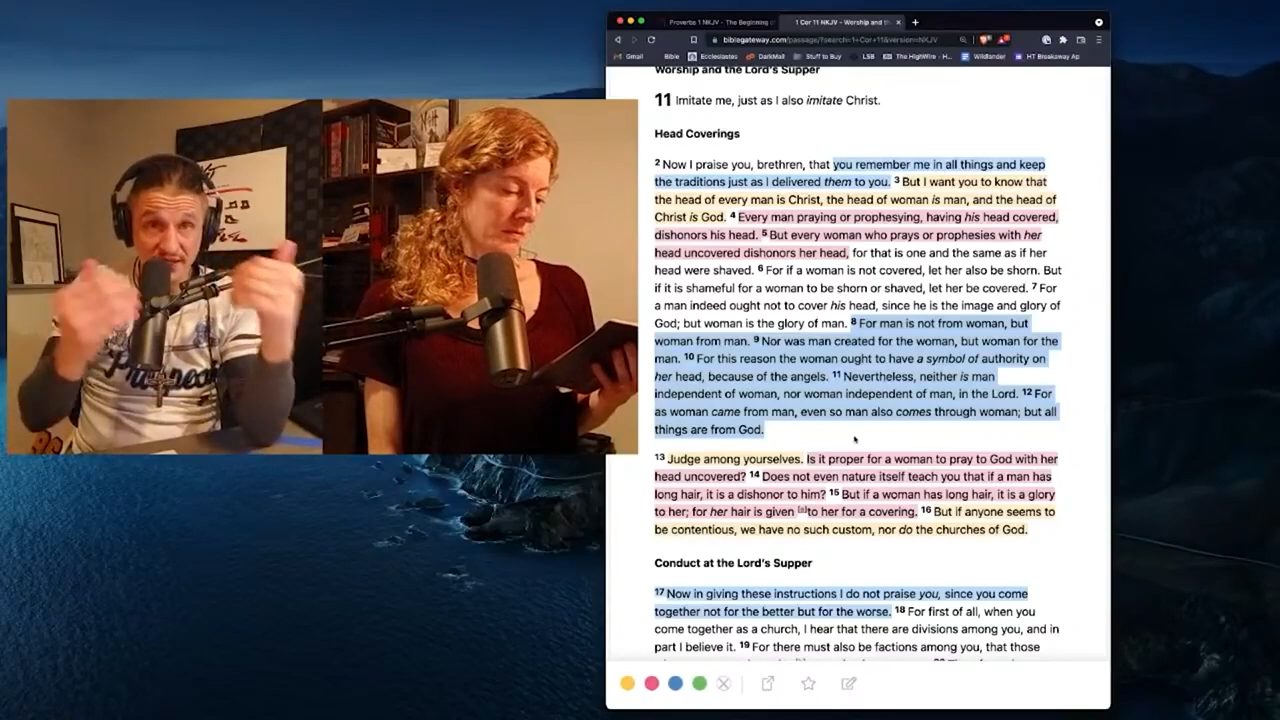 Proverbs 1 NKJV - The Beginning of
1 Cor 11 NKJV - Worship and th
biblegateway.com/passage/?search=1+Cor+11&version=NKJV
Gmail Bible Ecclesiastes DarkMail Stuff to Buy LSB The HighWire : H... Wildlander HT Breakaway Ap
Worship and the Lord's Supper
11 Imitate me, just as I also imitate Christ.
Head Coverings
2 Now I praise you, brethren, that you remember me in all things and keep
the traditions just as I delivered them to you. 3 But I want you to know that
the head of every man is Christ, the head of woman is man, and the head of
Christ is God. 4 Every man praying or prophesying, having his head covered,
dishonors his head. 5 But every woman who prays or prophesies with her
head uncovered dishonors her head, for that is one and the same as if her
head were shaved. 6 For if a woman is not covered, let her also be shorn. But
if it is shameful for a woman to be shorn or shaved, let her be covered. 7 For
a man indeed ought not to cover his head, since he is the image and glory of
God; but woman is the glory of man. 8 For man is not from woman, but
woman from man. 9 Nor was man created for the woman, but woman for the
man. 10 For this reason the woman ought to have a symbol of authority on
her head, because of the angels. 11 Nevertheless, neither is man
independent of woman, nor woman independent of man, in the Lord. 12 For
as woman came from man, even so man also comes through woman; but all
things are from God.
13 Judge among yourselves. Is it proper for a woman to pray to God with her
head uncovered? 14 Does not even nature itself teach you that if a man has
long hair, it is a dishonor to him? 15 But if a woman has long hair, it is a glory
to her; for her hair is given [a]to her for a covering. 16 But if anyone seems to
be contentious, we have no such custom, nor do the churches of God.
Conduct at the Lord's Supper
17 Now in giving these instructions I do not praise you, since you come
together not for the better but for the worse. 18 For first of all, when you
come together as a church, I hear that there are divisions among you, and in
part I believe it. 19 For there must also be factions among you, that those